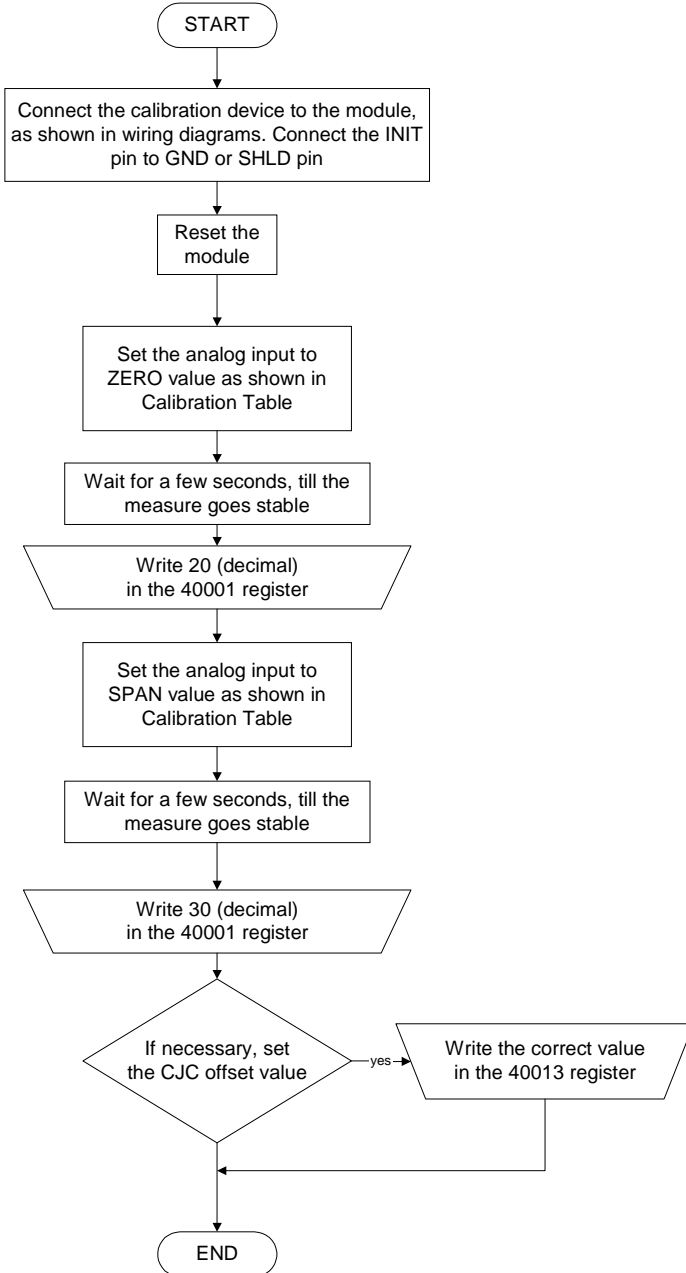 START
Connect the calibration device to the module,
as shown in wiring diagrams. Connect the INIT
pin to GND or SHLD pin
Reset the
module
Set the analog input to
ZERO value as shown in
Calibration Table
Wait for a few seconds, till the
measure goes stable
Write 20 (decimal)
in the 40001 register
Set the analog input to
SPAN value as shown in
Calibration Table
Wait for a few seconds, till the
measure goes stable
Write 30 (decimal)
in the 40001 register
If necessary, set
the CJC offset value
yes
Write the correct value
in the 40013 register
END